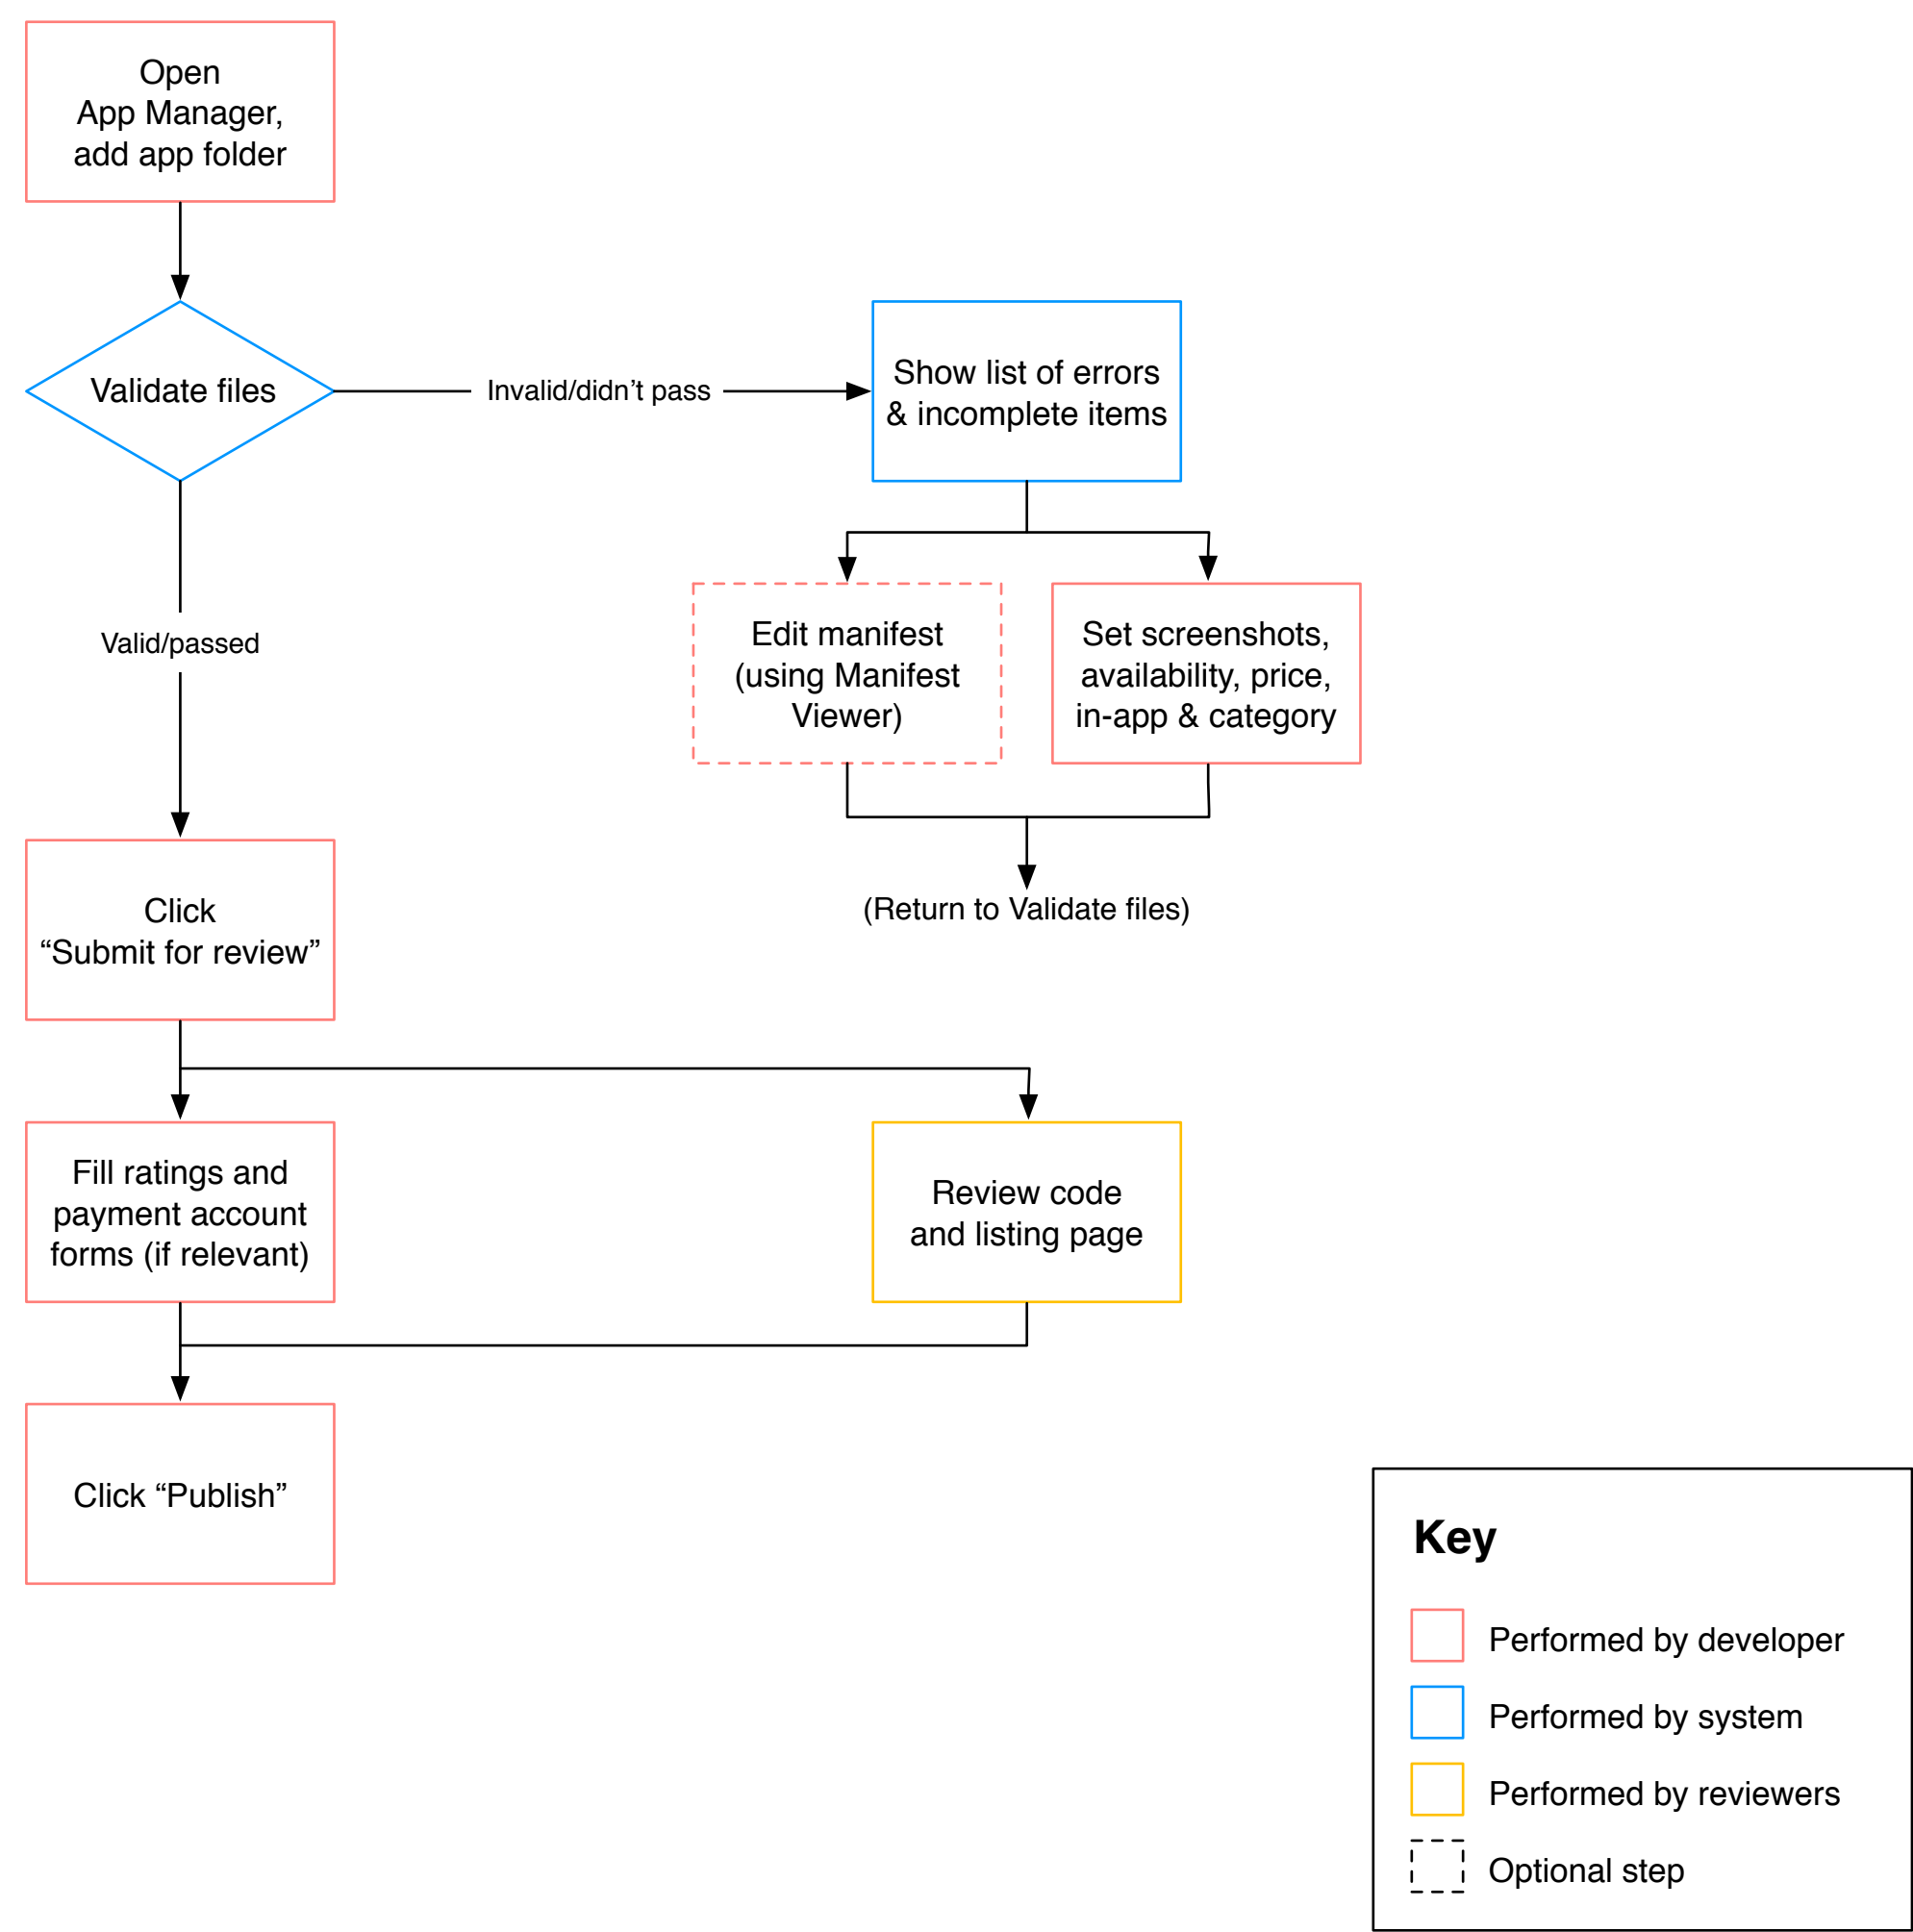 Open
App Manager,
add app folder
Validate files
Invalid/didn’t pass
Show list of errors
& incomplete items
Valid/passed
Edit manifest
(using Manifest
Viewer)
Set screenshots,
availability, price,
in-app & category
(Return to Validate files)
Click
“Submit for review”
Fill ratings and
payment account
forms (if relevant)
Review code
and listing page
Click “Publish”
Key
Performed by developer
Performed by system
Performed by reviewers
Optional step